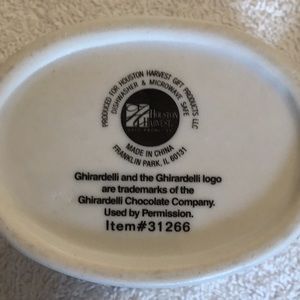 PRODUCED FOR HOUSTON HARVEST GIFT PRODUCTS LLC
DISHWASHER & MICROWAVE SAFE
HOUSTON
HARVEST
MADE IN CHINA
FRANKLIN PARK, IL 60131
Ghirardelli and the Ghirardelli logo
are trademarks of the
Ghirardelli Chocolate Company.
Used by Permission.
Item#31266